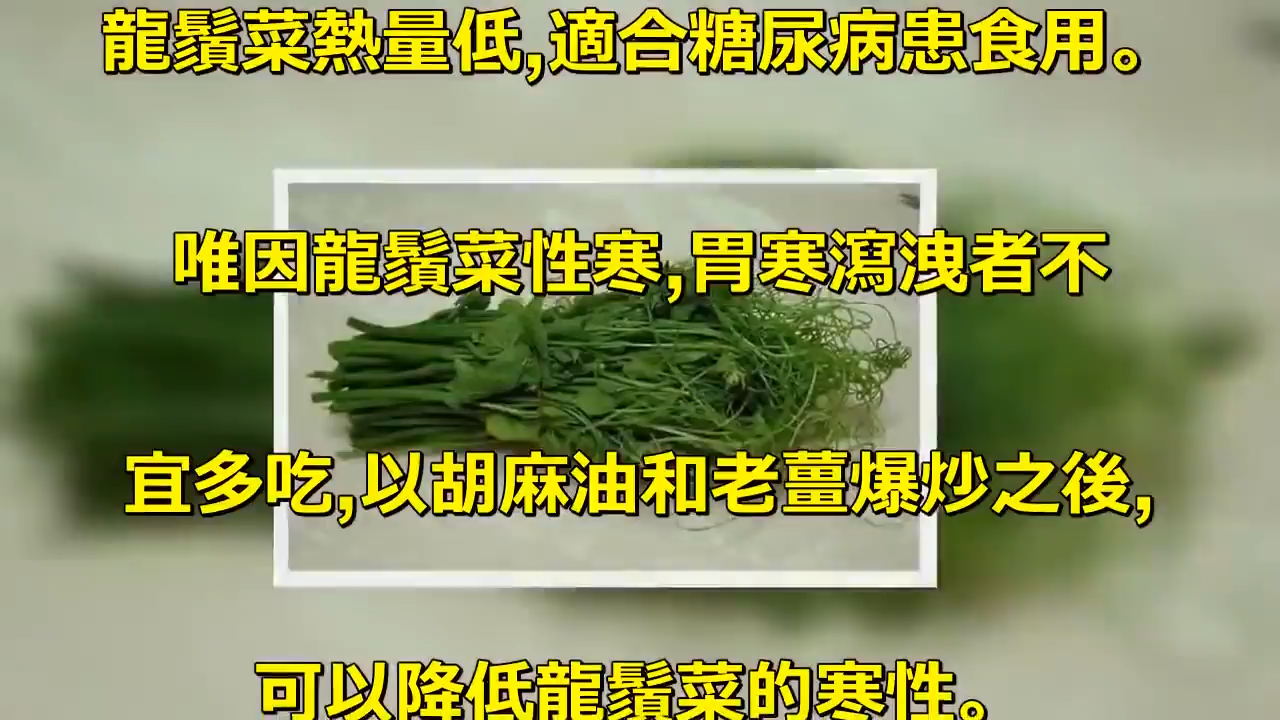 龍鬚菜熱量低,適合糖尿病患食用。
唯因龍鬚菜性寒,胃寒瀉洩者不
宜多吃,以胡麻油和老薑爆炒之後,
可以降低龍鬚菜的寒性。